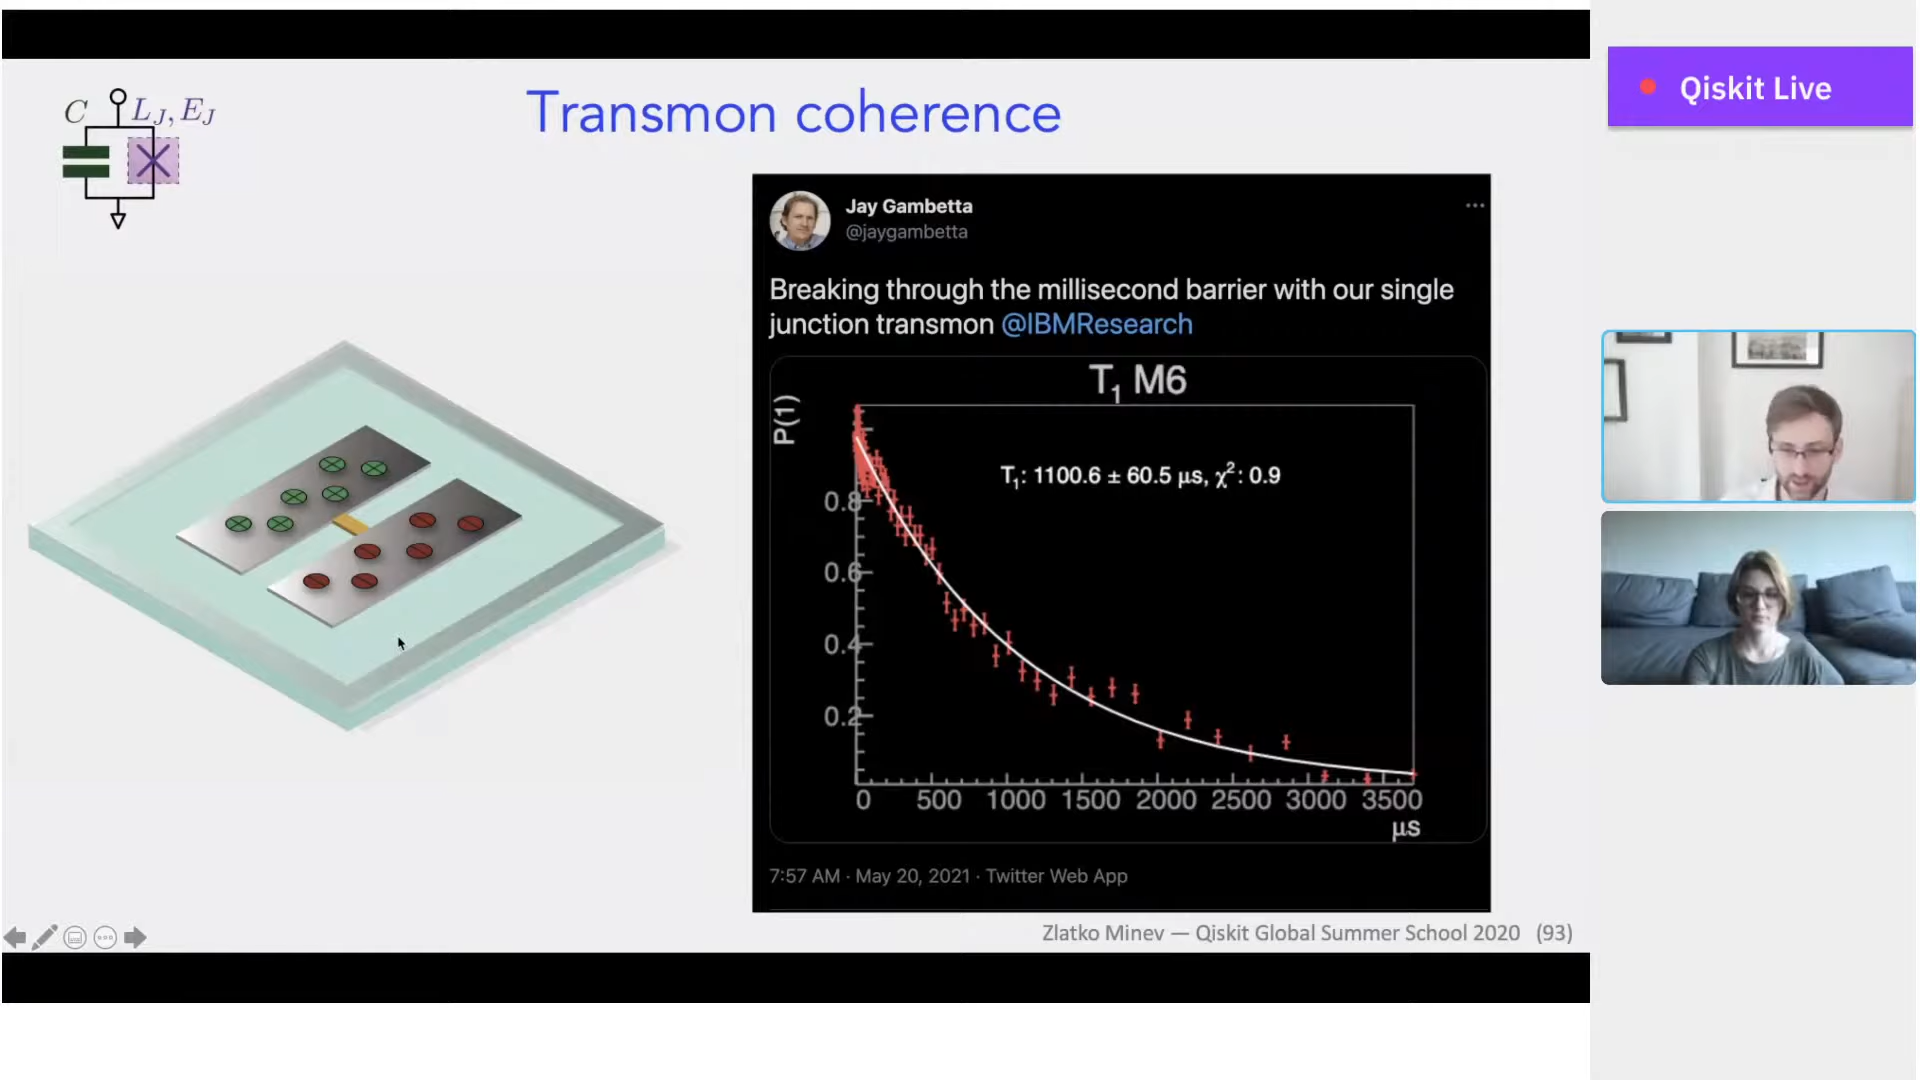 Qiskit Live
C L_J, E_J
Transmon coherence
Jay Gambetta
@jaygambetta
Breaking through the millisecond barrier with our single
junction transmon @IBMResearch
T₁ M6
P(1)
T₁: 1100.6 ± 60.5 μs, χ²: 0.9
0.8
0.6
0.4
0.2
0 500 1000 1500 2000 2500 3000 3500
μs
7:57 AM · May 20, 2021 · Twitter Web App
Zlatko Minev — Qiskit Global Summer School 2020 (93)